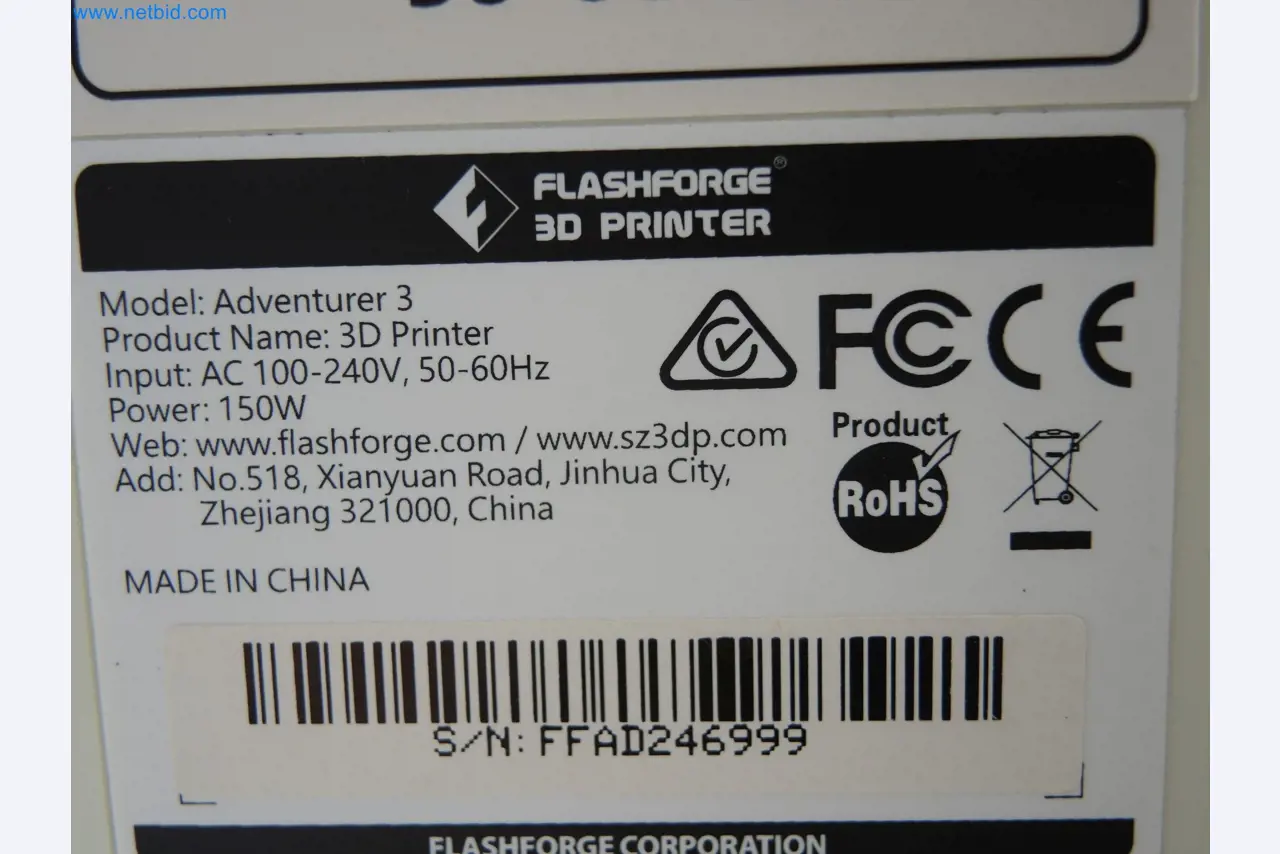 www.netbid.com
FLASHFORGE®
3D PRINTER
Model: Adventurer 3
Product Name: 3D Printer
Input: AC 100-240V, 50-60Hz
Power: 150W
Web: www.flashforge.com / www.sz3dp.com
Add: No.518, Xianyuan Road, Jinhua City,
Zhejiang 321000, China
MADE IN CHINA
FC CE
Product
RoHS
S/N: FFAD246999
FLASHFORGE CORPORATION